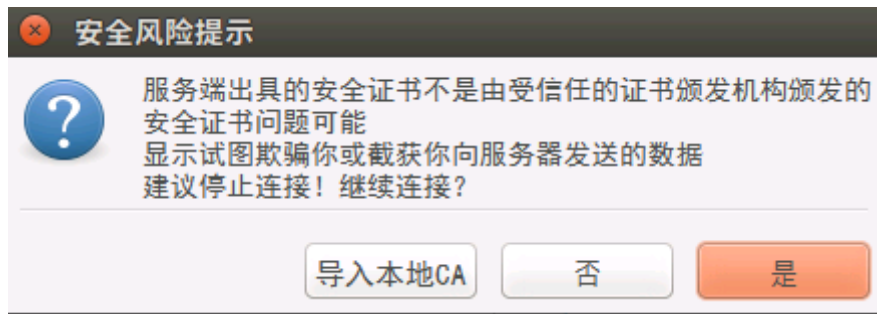 安全风险提示
服务端出具的安全证书不是由受信任的证书颁发机构颁发的
安全证书问题可能
显示试图欺骗你或截获你向服务器发送的数据
建议停止连接！继续连接？
导入本地CA 否 是